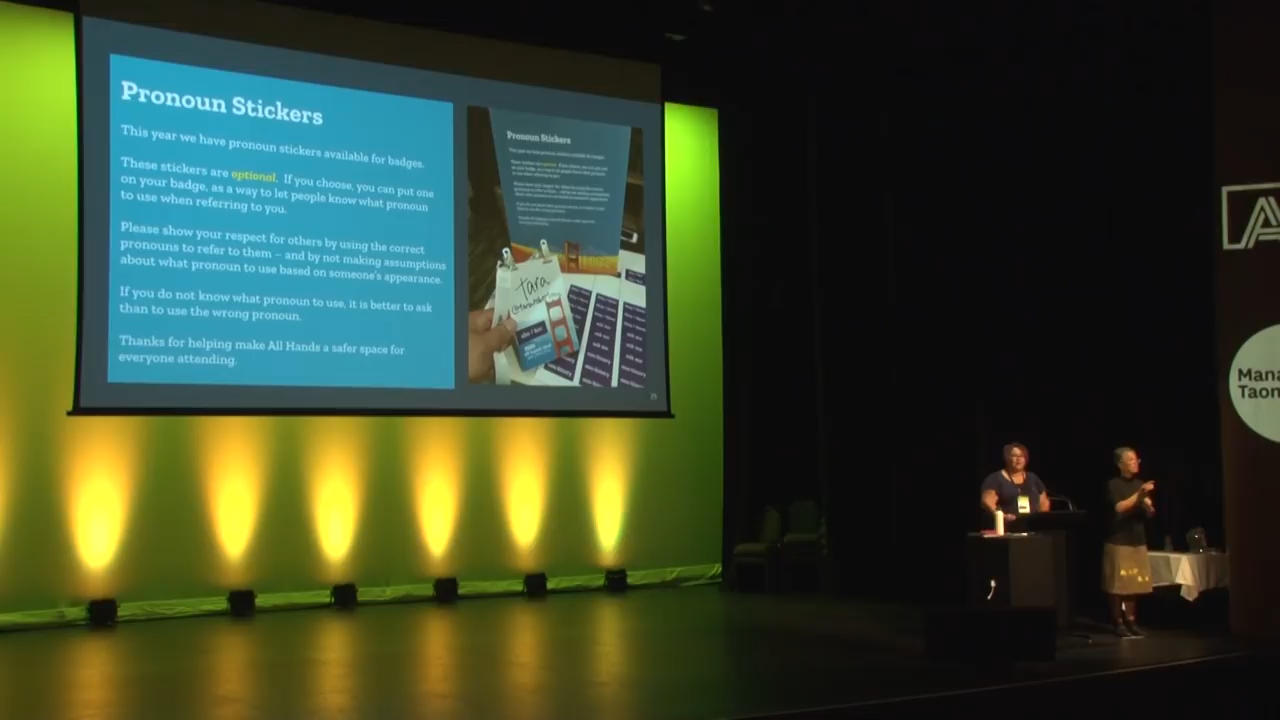 Pronoun Stickers
This year we have pronoun stickers available for badges.
These stickers are optional. If you choose, you can put one
on your badge, as a way to let people know what pronoun
to use when referring to you.
Please show your respect for others by using the correct
pronouns to refer to them – and by not making assumptions
about what pronoun to use based on someone's appearance.
If you do not know what pronoun to use, it is better to ask
than to use the wrong pronoun.
Thanks for helping make All Hands a safer space for
everyone attending.
Pronoun Stickers
tara
Mana
Taon